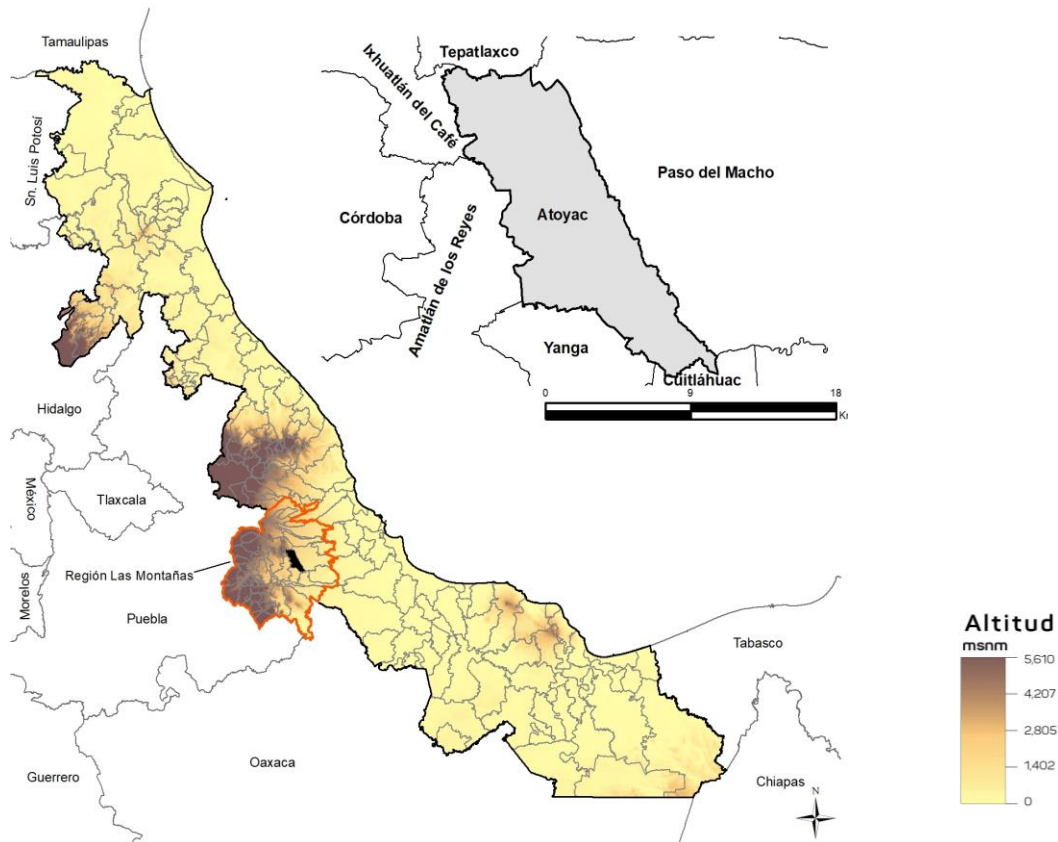 Tamaulipas
Sn. Luis Potosí
Hidalgo
México
Tlaxcala
Morelos
Región Las Montañas
Puebla
Guerrero
Oaxaca
Tabasco
Chiapas
N
Tepatlaxco
Ixhuatlán del Café
Paso del Macho
Córdoba
Atoyac
Amatlán de los Reyes
Yanga
Cuitláhuac
0 9 18
Altitud
msnm
5,610
4,207
2,805
1402
0